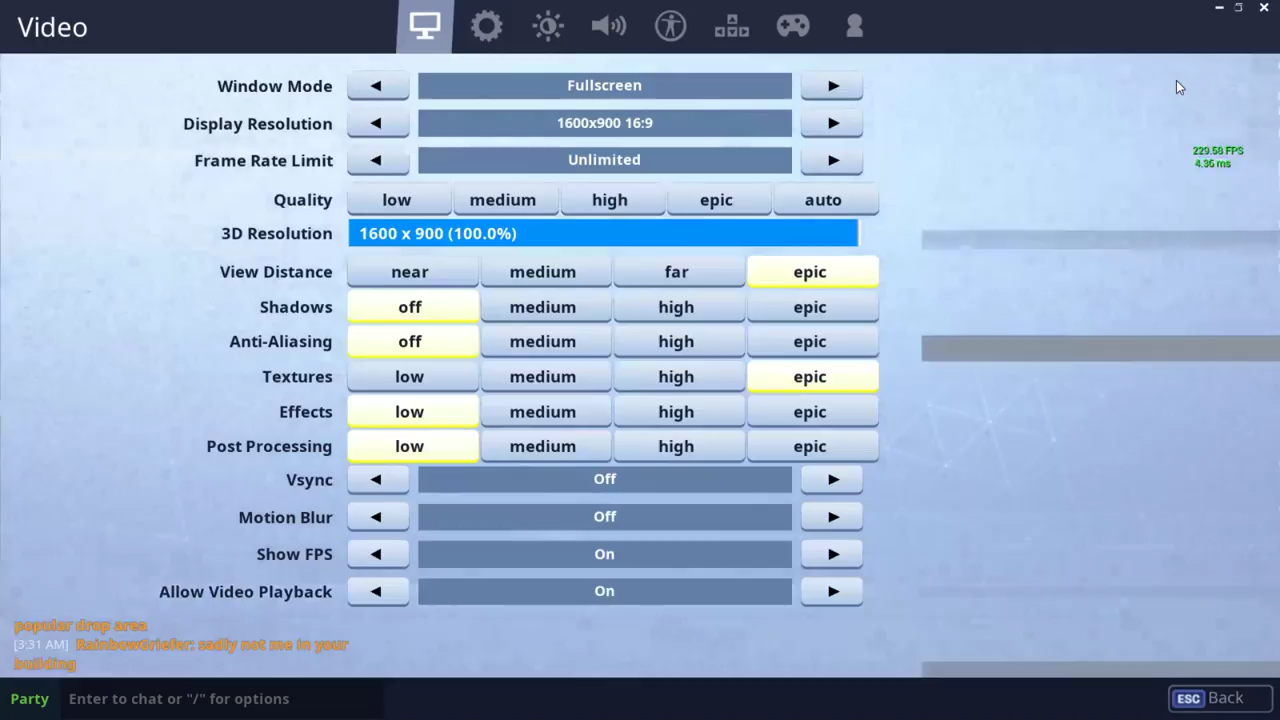 Video
Window Mode Fullscreen
Display Resolution 1600x900 16:9
Frame Rate Limit Unlimited
229.58 FPS
4.36 ms
Quality low medium high epic auto
3D Resolution 1600 x 900 (100.0%)
View Distance near medium far epic
Shadows off medium high epic
Anti-Aliasing off medium high epic
Textures low medium high epic
Effects low medium high epic
Post Processing low medium high epic
Vsync Off
Motion Blur Off
Show FPS On
Allow Video Playback On
popular drop area
[3:31 AM] RainbowGriefer: sadly not me in your
building
Party Enter to chat or "/" for options
ESC Back